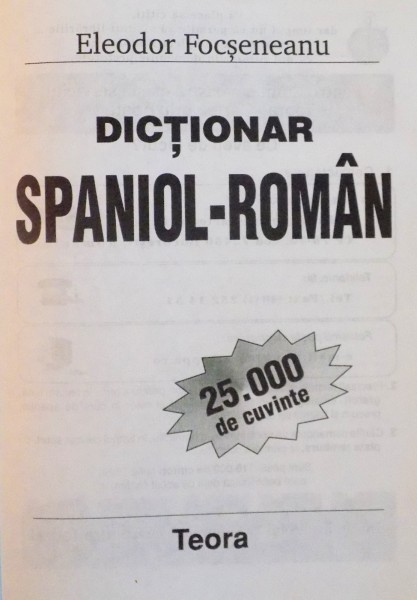 Eleodor Focșeneanu
DICȚIONAR
SPANIOL-ROMÂN
25.000
de cuvinte
Teora